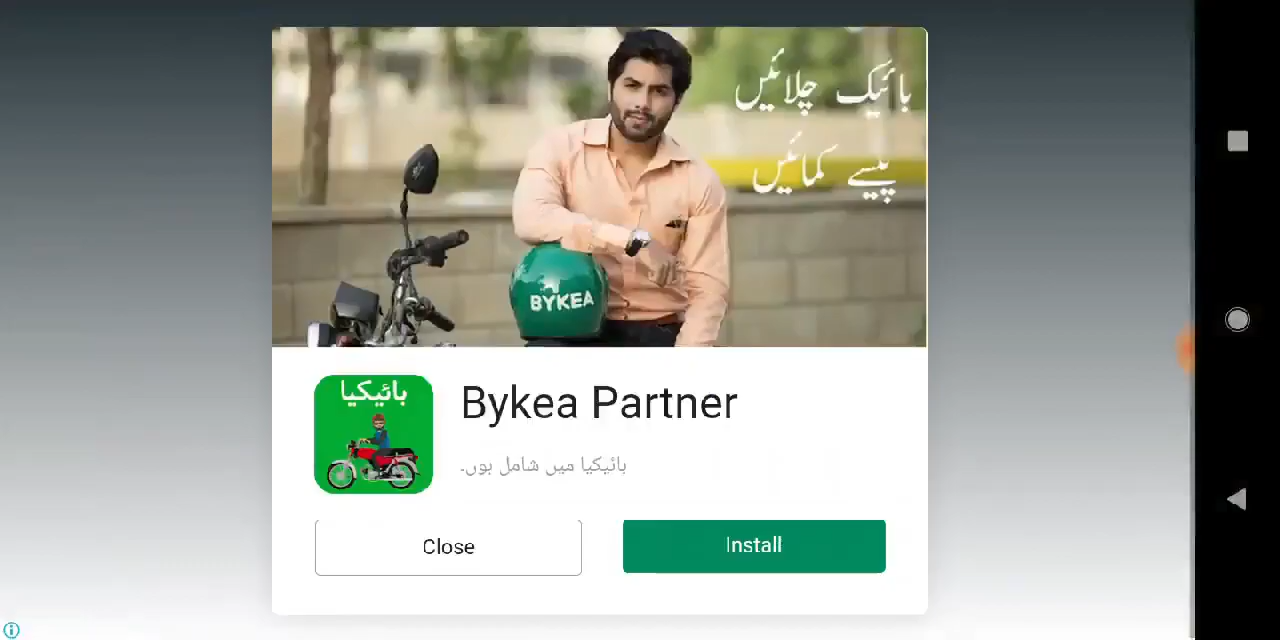 بائیک چلائیں
پیسے کمائیں
BYKEA
بائیکیا
Bykea Partner
بائیکیا میں شامل ہوں۔
Close
Install